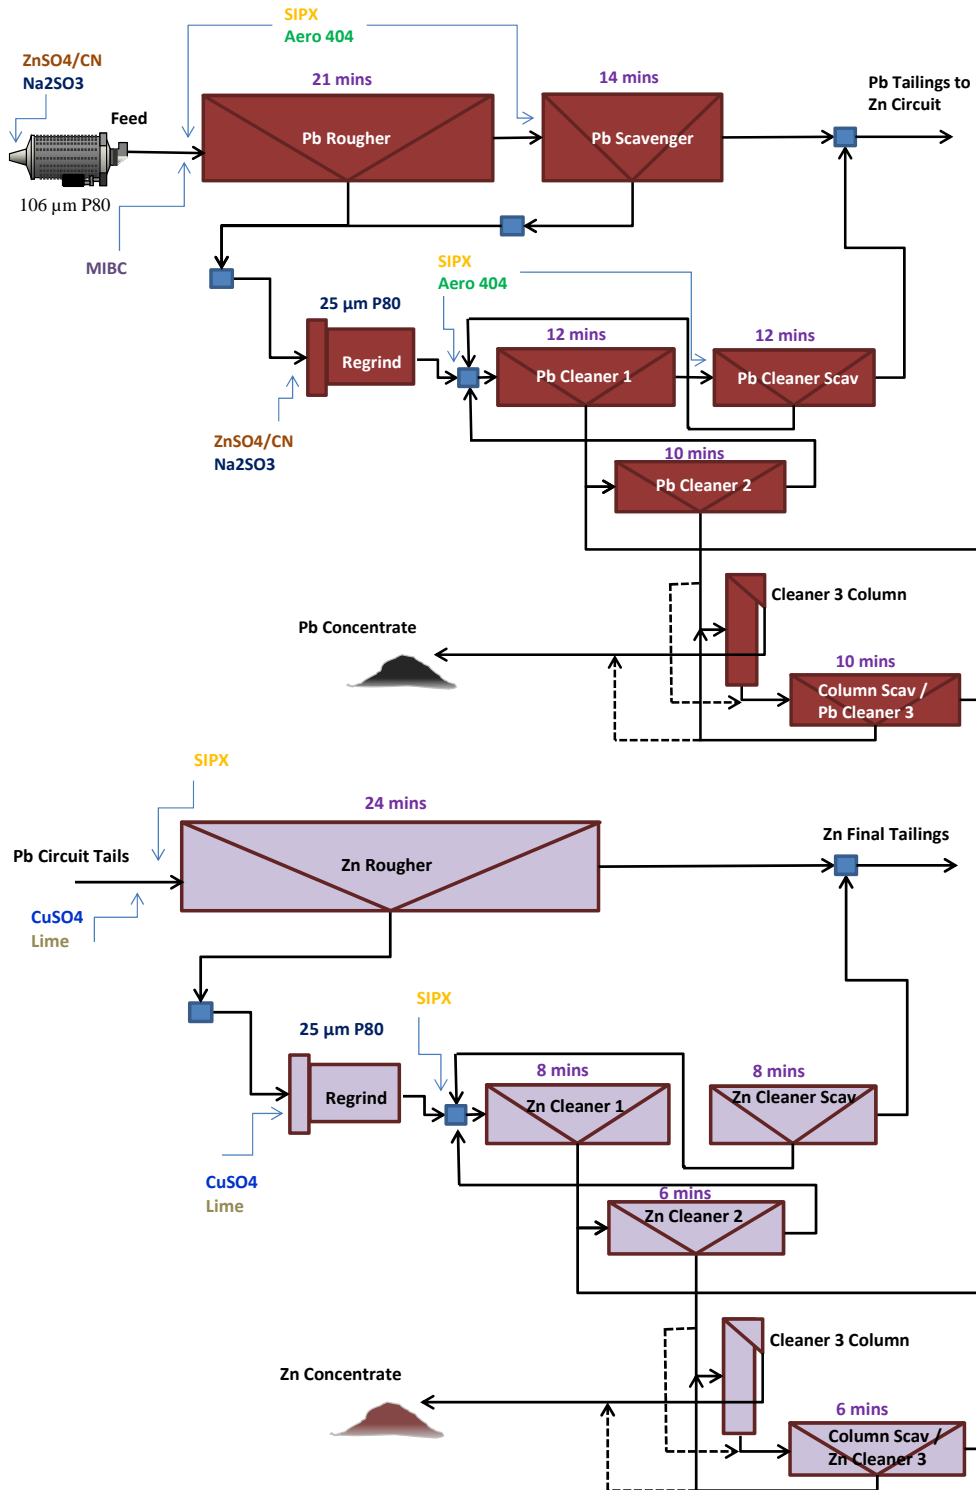 SIPX
Aero 404
ZnSO4/CN
Na2SO3
21 mins
14 mins
Pb Tailings to
Zn Circuit
Feed
Pb Rougher
Pb Scavenger
106 µm P80
MIBC
SIPX
Aero 404
25 µm P80
12 mins
12 mins
Regrind
Pb Cleaner 1
Pb Cleaner Scav
ZnSO4/CN
Na2SO3
10 mins
Pb Cleaner 2
Cleaner 3 Column
Pb Concentrate
10 mins
Column Scav /
Pb Cleaner 3
SIPX
24 mins
Pb Circuit Tails
Zn Rougher
Zn Final Tailings
CuSO4
Lime
SIPX
25 µm P80
8 mins
8 mins
Regrind
Zn Cleaner 1
Zn Cleaner Scav
CuSO4
Lime
6 mins
Zn Cleaner 2
Cleaner 3 Column
Zn Concentrate
6 mins
Column Scav /
Zn Cleaner 3